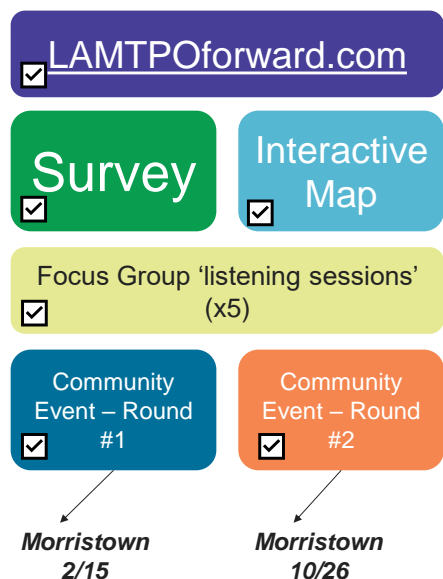 LAMTPOforward.com
Survey
Interactive
Map
Focus Group ‘listening sessions’
(x5)
Community
Event – Round
#1
Community
Event – Round
#2
Morristown
2/15
Morristown
10/26